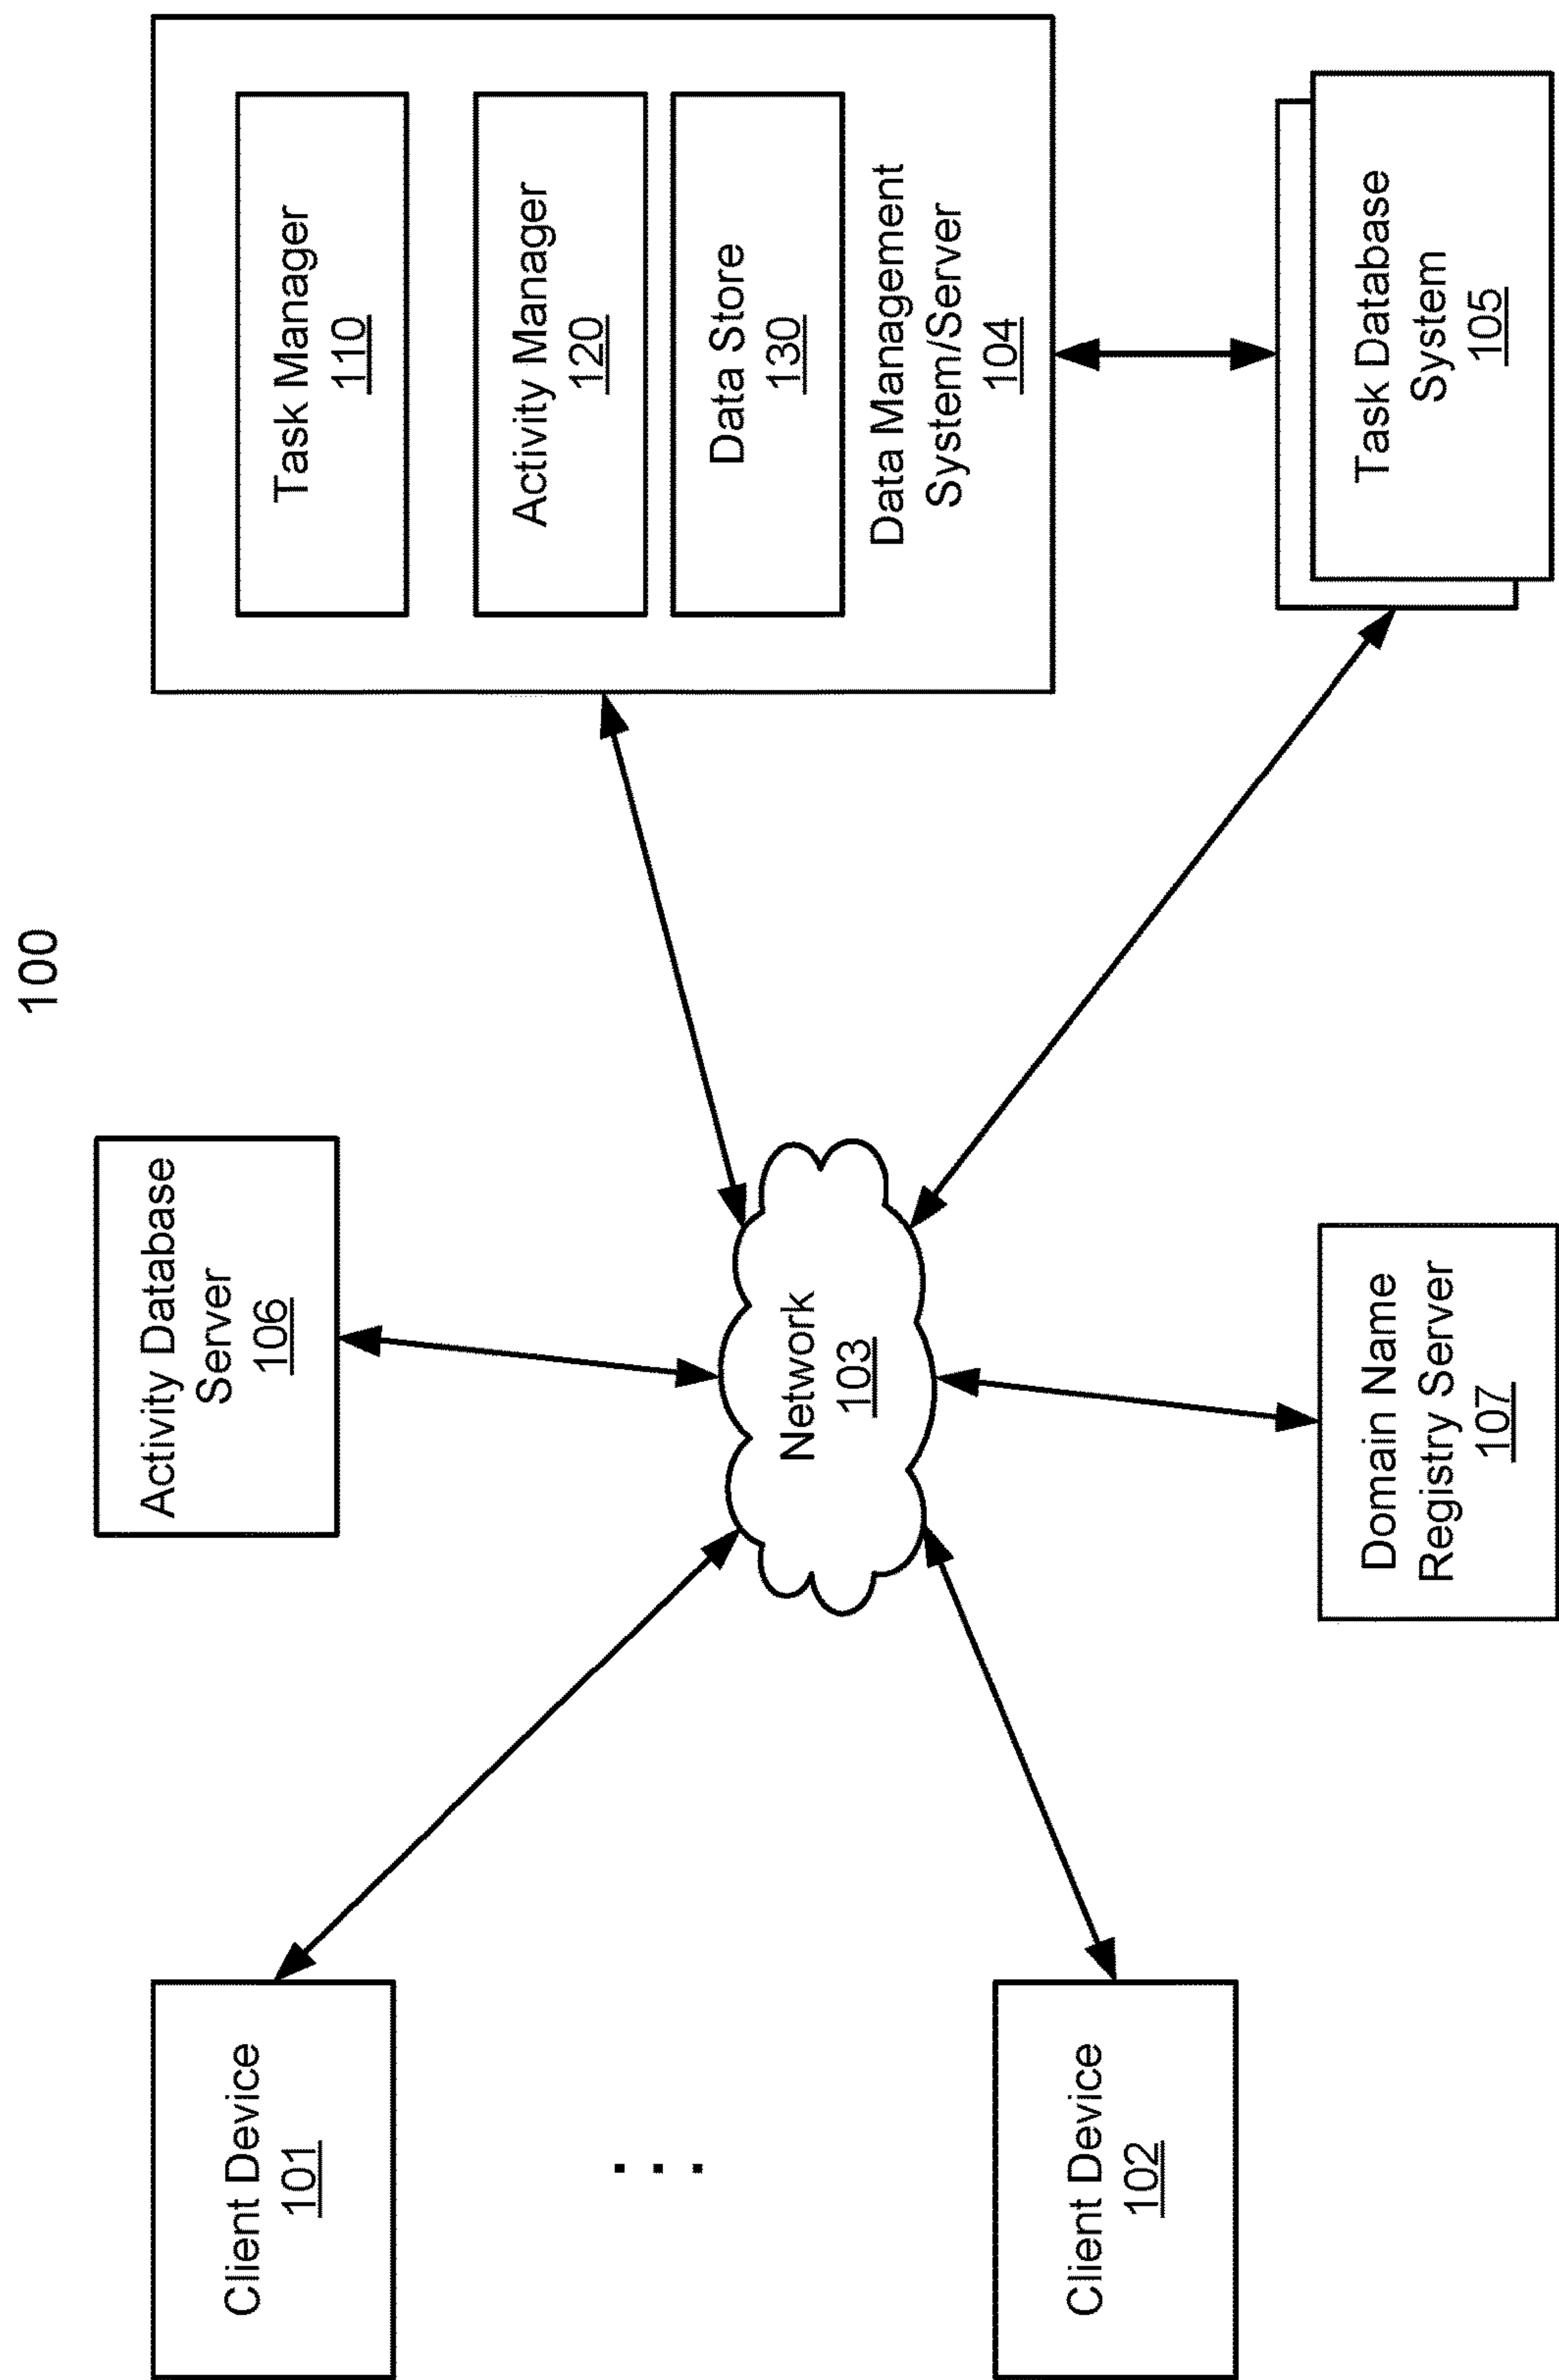 100
Client Device
101
. . .
Client Device
102
Activity Database
Server
106
Network
103
Domain Name
Registry Server
107
Task Manager
110
Activity Manager
120
Data Store
130
Data Management
System/Server
104
Task Database
System
105